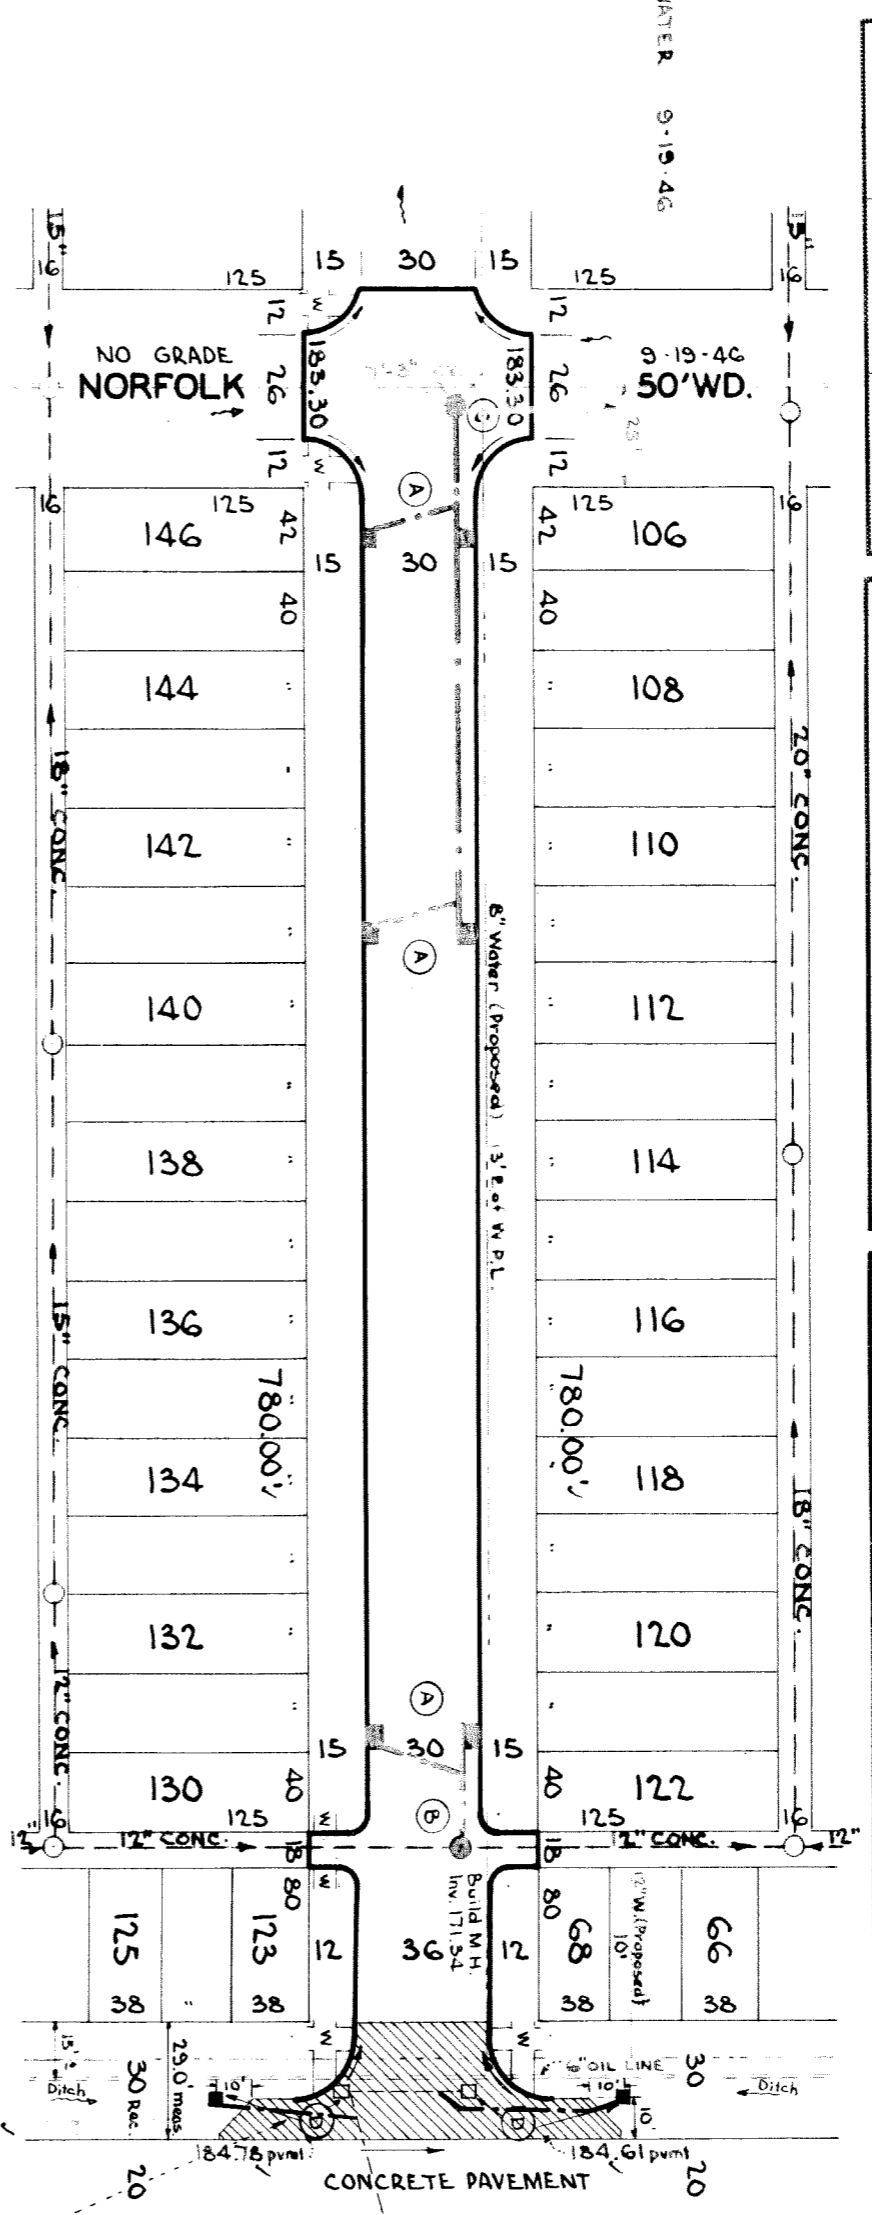 WATER 9-19-46
15"
16
125
15
30
15
125
15"
16
12
W
12
NO GRADE
NORFOLK
26
183.30
183.30
26
9-19-46
50'WD.
C
25'
12
W
12
16
125
A
125
16
146
42
15
30
15
42
106
40
40
144
"
"
108
18" CONC.
20" CONC.
142
"
"
110
"
A
"
8" Water (Proposed) 13' E. of W.P.L.
140
"
"
112
"
"
138
"
"
114
"
"
136
"
"
116
15" CONC.
780.00'
780.00'
134
118
18" CONC.
"
"
132
"
"
120
12" CONC.
"
A
"
15
30
15
130
40
40
122
16
125
W
B
125
16
12"
12" CONC.
18
18
12" CONC.
12"
80
W
Build M.H.
Inv. 171.34
80
12" W. (Proposed)
10'
125
123
12
36
12
68
66
38
"
38
38
38
W
W
15'
29.0' meas
30 Rec.
6" OIL LINE
30
Ditch
10'
10'
Ditch
10'
D
D
184.78 pvmt.
184.61 pvmt
20
CONCRETE PAVEMENT
20